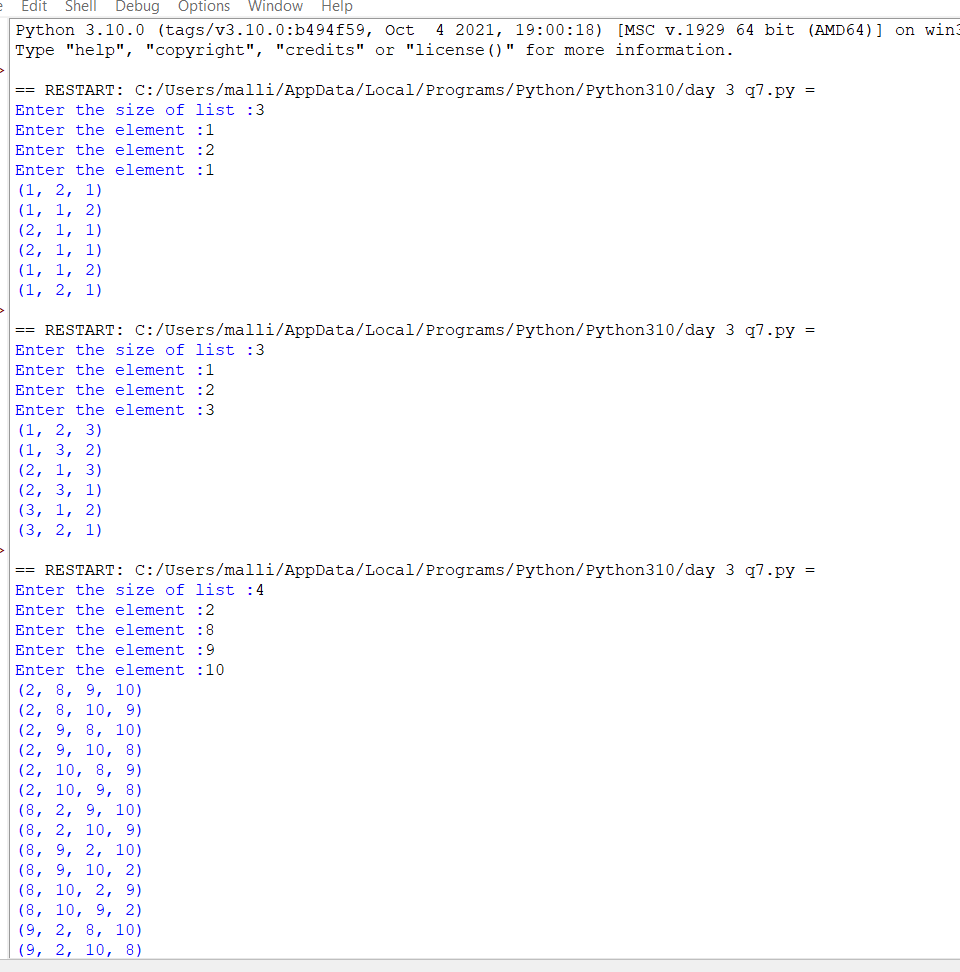 Edit Shell Debug Options Window Help
Python 3.10.0 (tags/v3.10.0:b494f59, Oct  4 2021, 19:00:18) [MSC v.1929 64 bit (AMD64)] on win3
Type "help", "copyright", "credits" or "license()" for more information.
>
== RESTART: C:/Users/malli/AppData/Local/Programs/Python/Python310/day 3 q7.py =
Enter the size of list :3
Enter the element :1
Enter the element :2
Enter the element :1
(1, 2, 1)
(1, 1, 2)
(2, 1, 1)
(2, 1, 1)
(1, 1, 2)
(1, 2, 1)
>
== RESTART: C:/Users/malli/AppData/Local/Programs/Python/Python310/day 3 q7.py =
Enter the size of list :3
Enter the element :1
Enter the element :2
Enter the element :3
(1, 2, 3)
(1, 3, 2)
(2, 1, 3)
(2, 3, 1)
(3, 1, 2)
(3, 2, 1)
>
== RESTART: C:/Users/malli/AppData/Local/Programs/Python/Python310/day 3 q7.py =
Enter the size of list :4
Enter the element :2
Enter the element :8
Enter the element :9
Enter the element :10
(2, 8, 9, 10)
(2, 8, 10, 9)
(2, 9, 8, 10)
(2, 9, 10, 8)
(2, 10, 8, 9)
(2, 10, 9, 8)
(8, 2, 9, 10)
(8, 2, 10, 9)
(8, 9, 2, 10)
(8, 9, 10, 2)
(8, 10, 2, 9)
(8, 10, 9, 2)
(9, 2, 8, 10)
(9, 2, 10, 8)